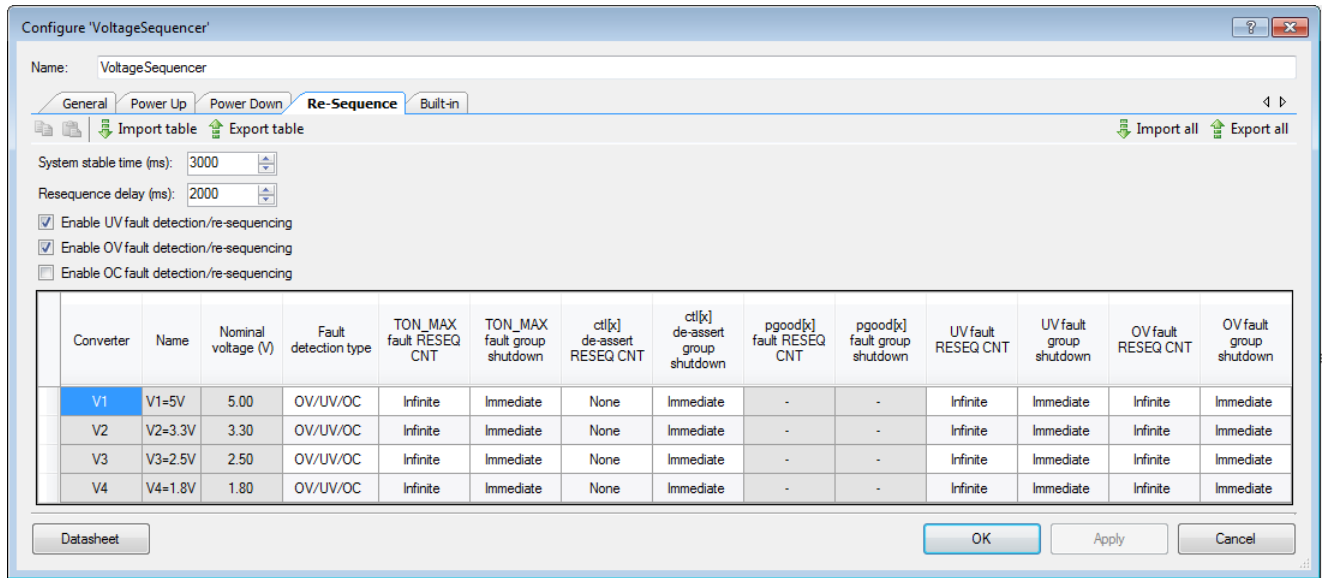 Configure 'VoltageSequencer'
Name: VoltageSequencer
General Power Up Power Down Re-Sequence Built-in
Import table Export table Import all Export all
System stable time (ms): 3000
Resequence delay (ms): 2000
Enable UV fault detection/re-sequencing
Enable OV fault detection/re-sequencing
Enable OC fault detection/re-sequencing
Converter Name Nominal voltage (V) Fault detection type TON_MAX fault RESEQ CNT TON_MAX fault group shutdown ctl[x] de-assert RESEQ CNT ctl[x] de-assert group shutdown pgood[x] fault RESEQ CNT pgood[x] fault group shutdown UV fault RESEQ CNT UV fault group shutdown OV fault RESEQ CNT OV fault group shutdown
V1 V1=5V 5.00 OV/UV/OC Infinite Immediate None Immediate - - Infinite Immediate Infinite Immediate
V2 V2=3.3V 3.30 OV/UV/OC Infinite Immediate None Immediate - - Infinite Immediate Infinite Immediate
V3 V3=2.5V 2.50 OV/UV/OC Infinite Immediate None Immediate - - Infinite Immediate Infinite Immediate
V4 V4=1.8V 1.80 OV/UV/OC Infinite Immediate None Immediate - - Infinite Immediate Infinite Immediate
Datasheet OK Apply Cancel